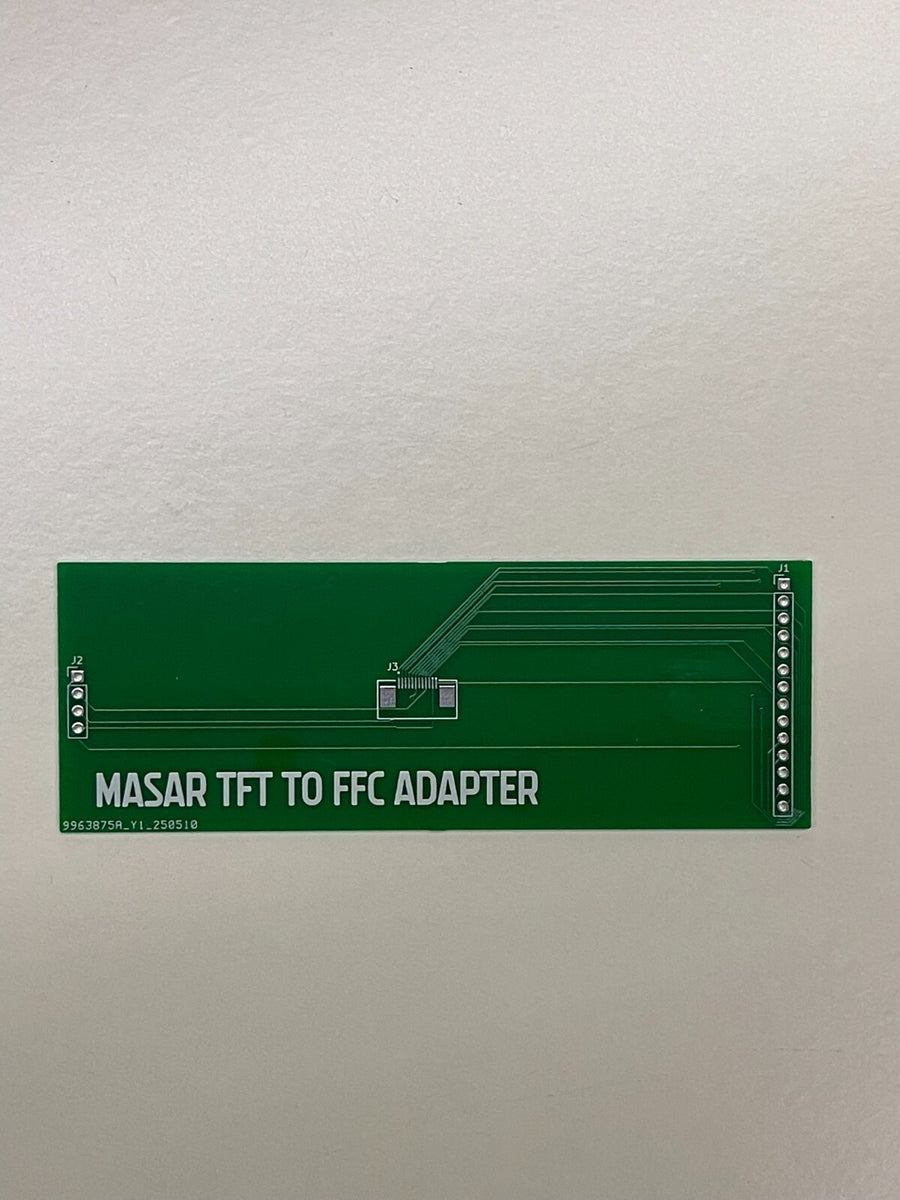 J1
J2
J3
MASAR TFT TO FFC ADAPTER
9963875A_Y1_250510